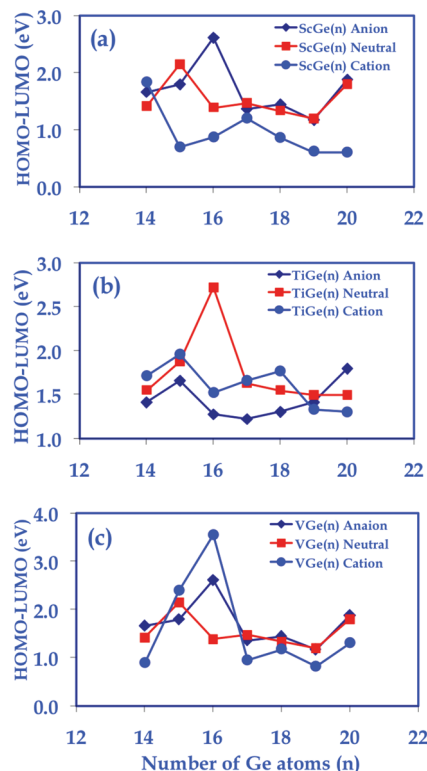 (a)
ScGe(n) Anion
ScGe(n) Neutral
ScGe(n) Cation
HOMO-LUMO (eV)
3.0
2.0
1.0
0.0
12 14 16 18 20 22
(b)
TiGe(n) Anion
TiGe(n) Neutral
TiGe(n) Cation
HOMO-LUMO (eV)
3.0
2.5
2.0
1.5
1.0
12 14 16 18 20 22
(c)
VGe(n) Anaion
VGe(n) Neutral
VGe(n) Cation
HOMO-LUMO (eV)
4.0
3.0
2.0
1.0
0.0
12 14 16 18 20 22
Number of Ge atoms (n)